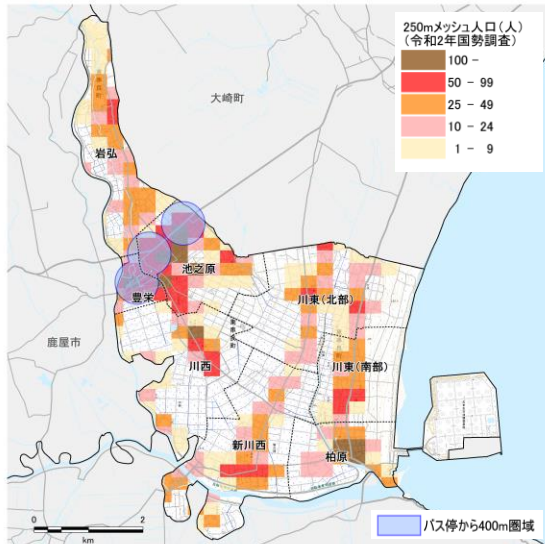 250mメッシュ人口(人)
(令和2年国勢調査)
100 -
50 - 99
25 - 49
10 - 24
1 - 9
大崎町
岩弘
池之原
豊栄
川東(北部)
鹿屋市
川西
川東(南部)
新川西
柏原
0 2
km
バス停から400m圏域